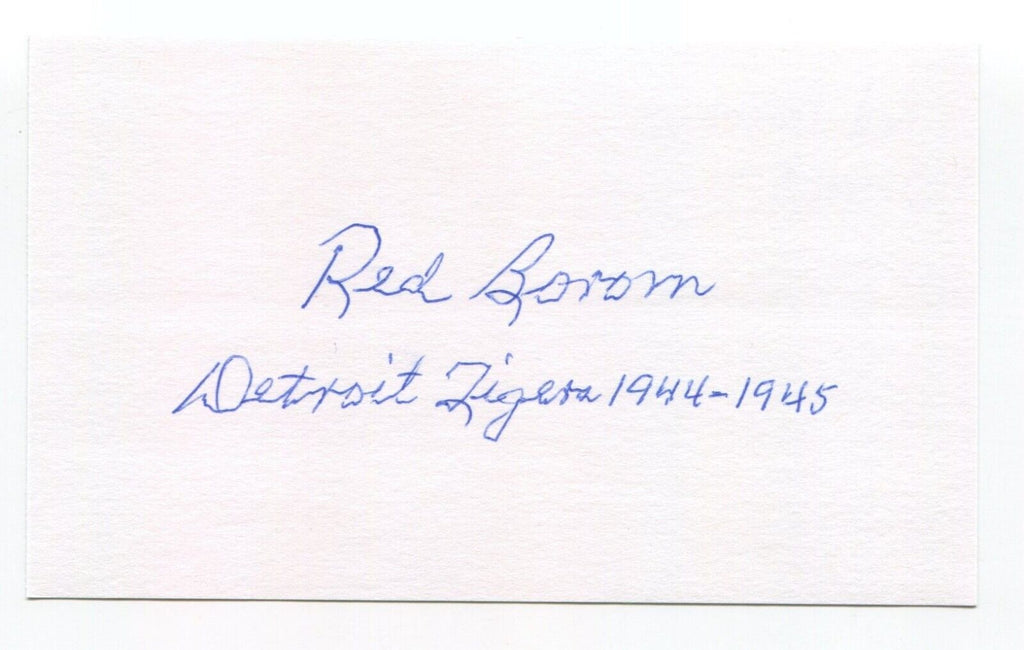 Red Borom
Detroit Tigers 1944-1945